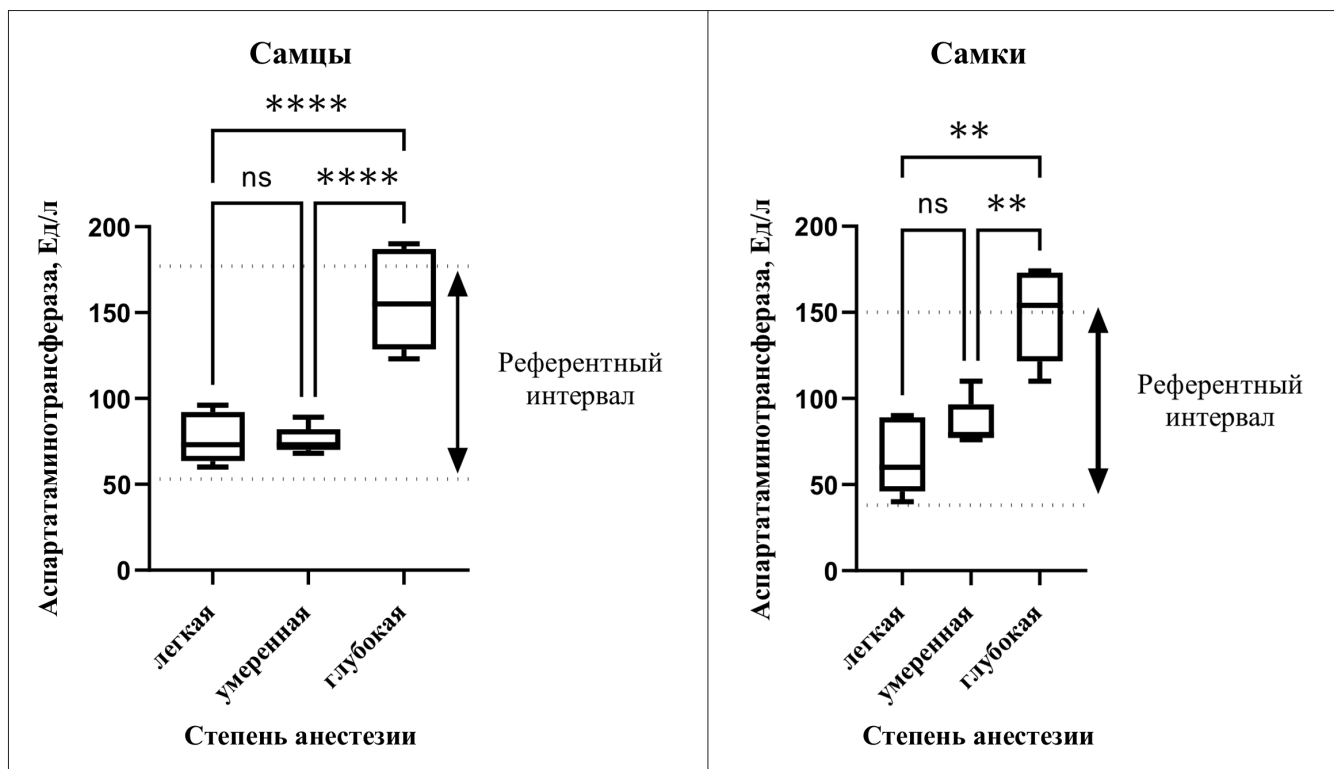 Самцы
****
ns
****
Аспартатаминотрансфераза, Ед/л
200
150
100
50
0
Референтный
интервал
легкая
умеренная
глубокая
Степень анестезии
Самки
**
ns
**
Аспартатаминотрансфераза, Ед/л
200
150
100
50
0
Референтный
интервал
легкая
умеренная
глубокая
Степень анестезии